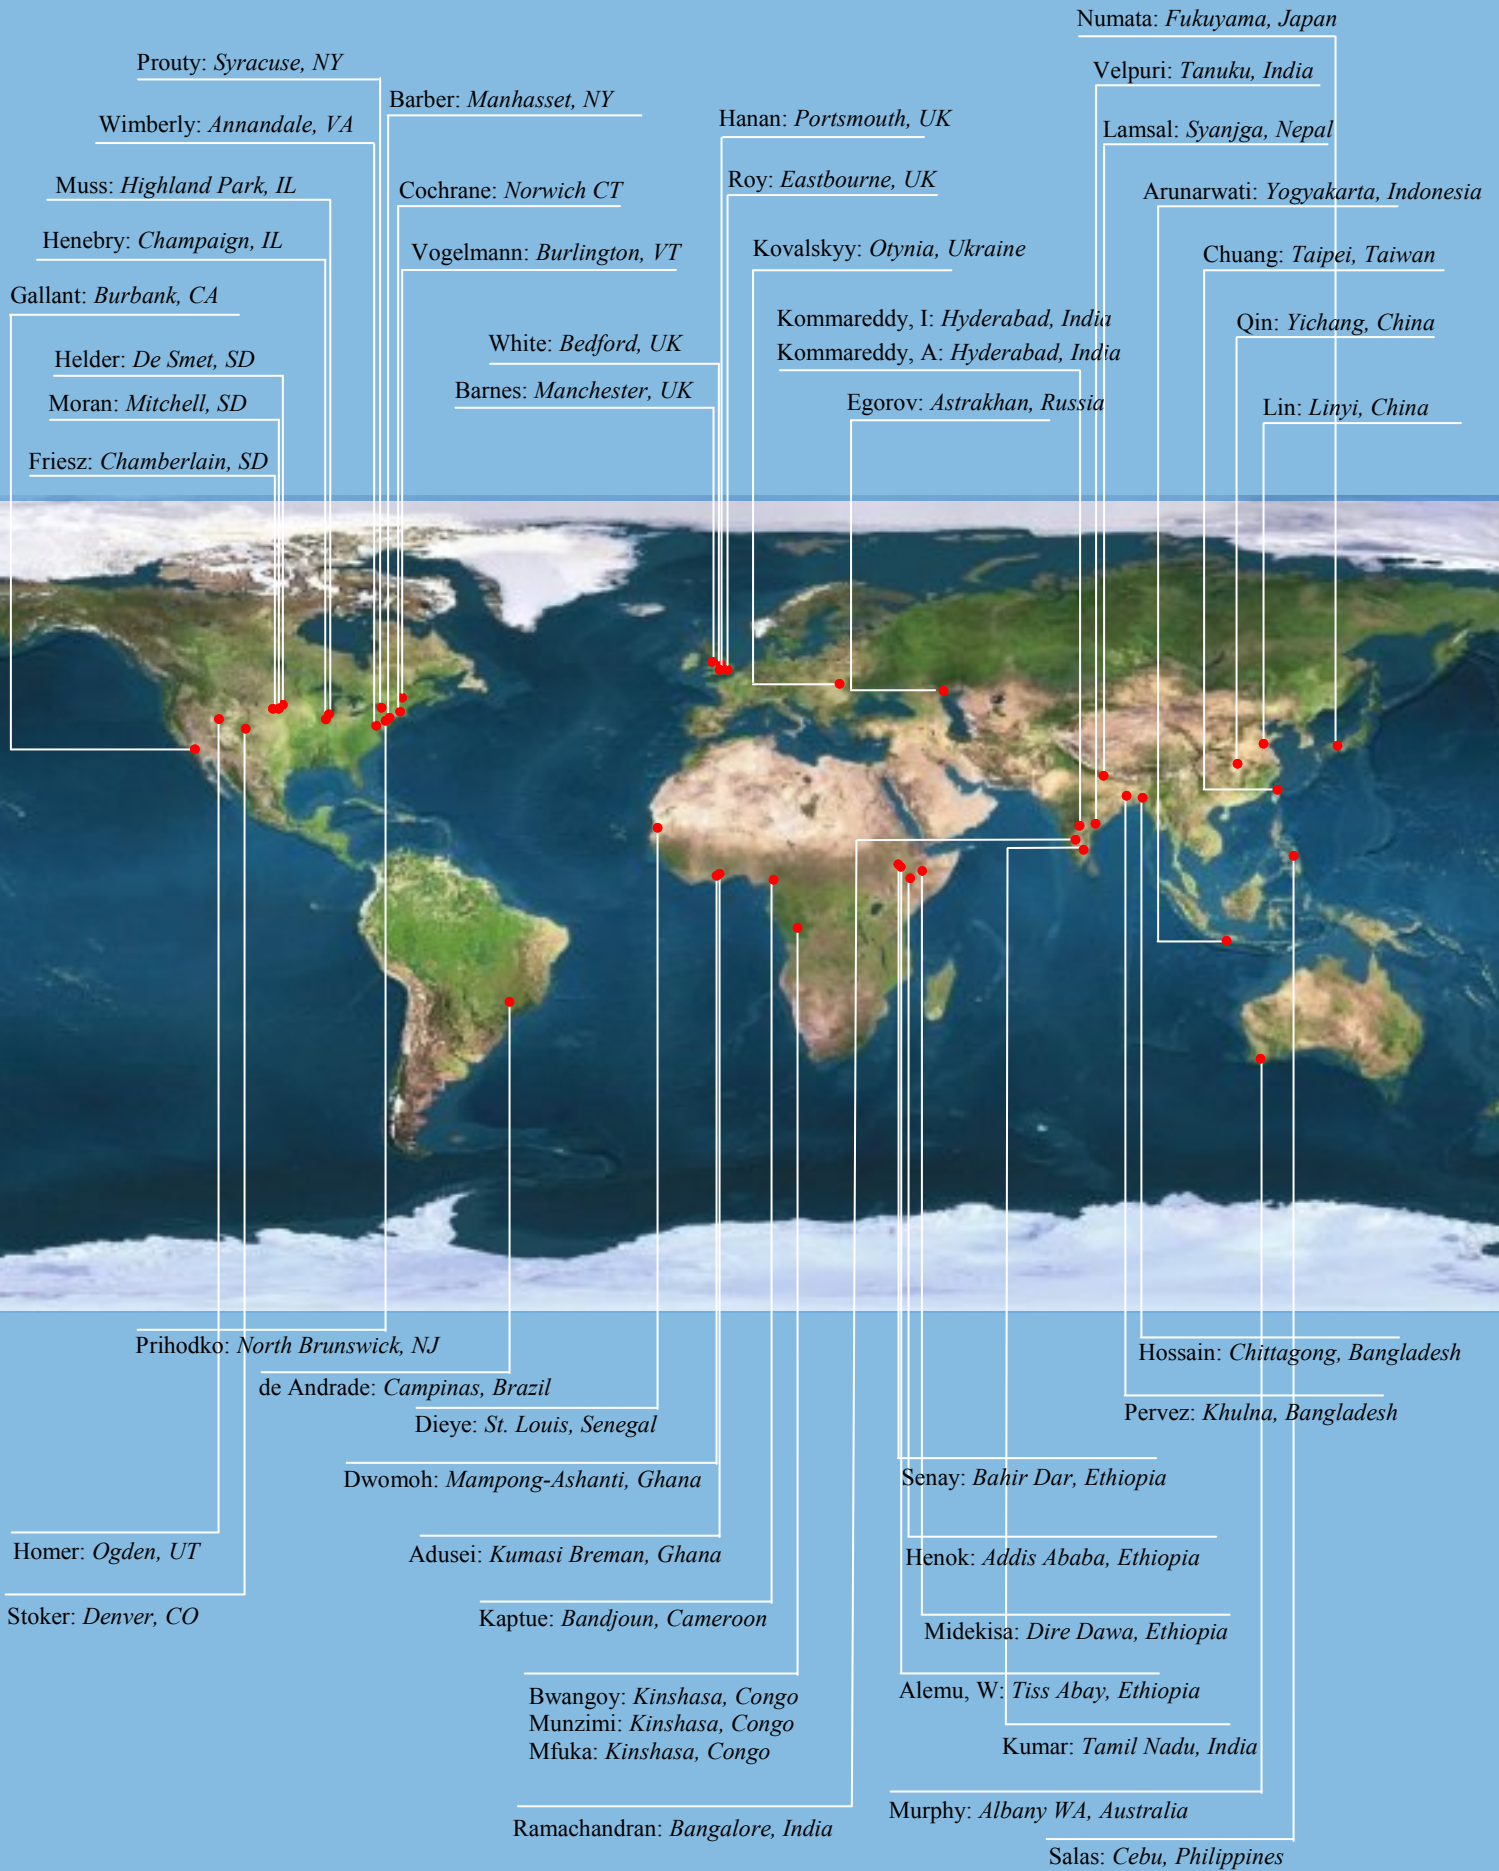 Numata: Fukuyama, Japan
Prouty: Syracuse, NY
Velpuri: Tanuku, India
Barber: Manhasset, NY
Hanan: Portsmouth, UK
Wimberly: Annandale, VA
Lamsal: Syanjga, Nepal
Muss: Highland Park, IL
Cochrane: Norwich CT
Roy: Eastbourne, UK
Arunarwati: Yogyakarta, Indonesia
Henebry: Champaign, IL
Vogelmann: Burlington, VT
Kovalskyy: Otynia, Ukraine
Chuang: Taipei, Taiwan
Gallant: Burbank, CA
Kommareddy, I: Hyderabad, India
Qin: Yichang, China
White: Bedford, UK
Kommareddy, A: Hyderabad, India
Helder: De Smet, SD
Barnes: Manchester, UK
Moran: Mitchell, SD
Egorov: Astrakhan, Russia
Lin: Linyi, China
Friesz: Chamberlain, SD
Prihodko: North Brunswick, NJ
Hossain: Chittagong, Bangladesh
de Andrade: Campinas, Brazil
Dieye: St. Louis, Senegal
Pervez: Khulna, Bangladesh
Dwomoh: Mampong-Ashanti, Ghana
Senay: Bahir Dar, Ethiopia
Homer: Ogden, UT
Adusei: Kumasi Breman, Ghana
Henok: Addis Ababa, Ethiopia
Stoker: Denver, CO
Kaptue: Bandjoun, Cameroon
Midekisa: Dire Dawa, Ethiopia
Bwangoy: Kinshasa, Congo
Munzimi: Kinshasa, Congo
Mfuka: Kinshasa, Congo
Alemu, W: Tiss Abay, Ethiopia
Kumar: Tamil Nadu, India
Ramachandran: Bangalore, India
Murphy: Albany WA, Australia
Salas: Cebu, Philippines